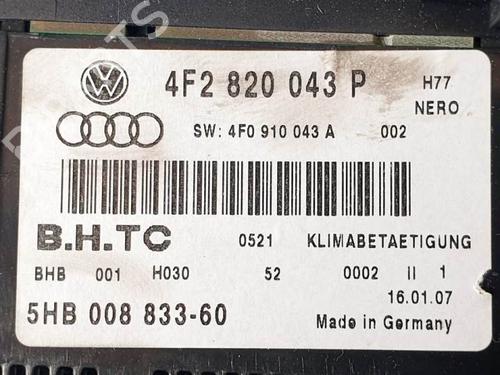 4F2 820 043 P H77
NERO
SW: 4F0 910 043 A 002
B.H.TC 0521 KLIMABETAETIGUNG
BHB 001 H030 52 0002 II 1
16.01.07
5HB 008 833-60 Made in Germany